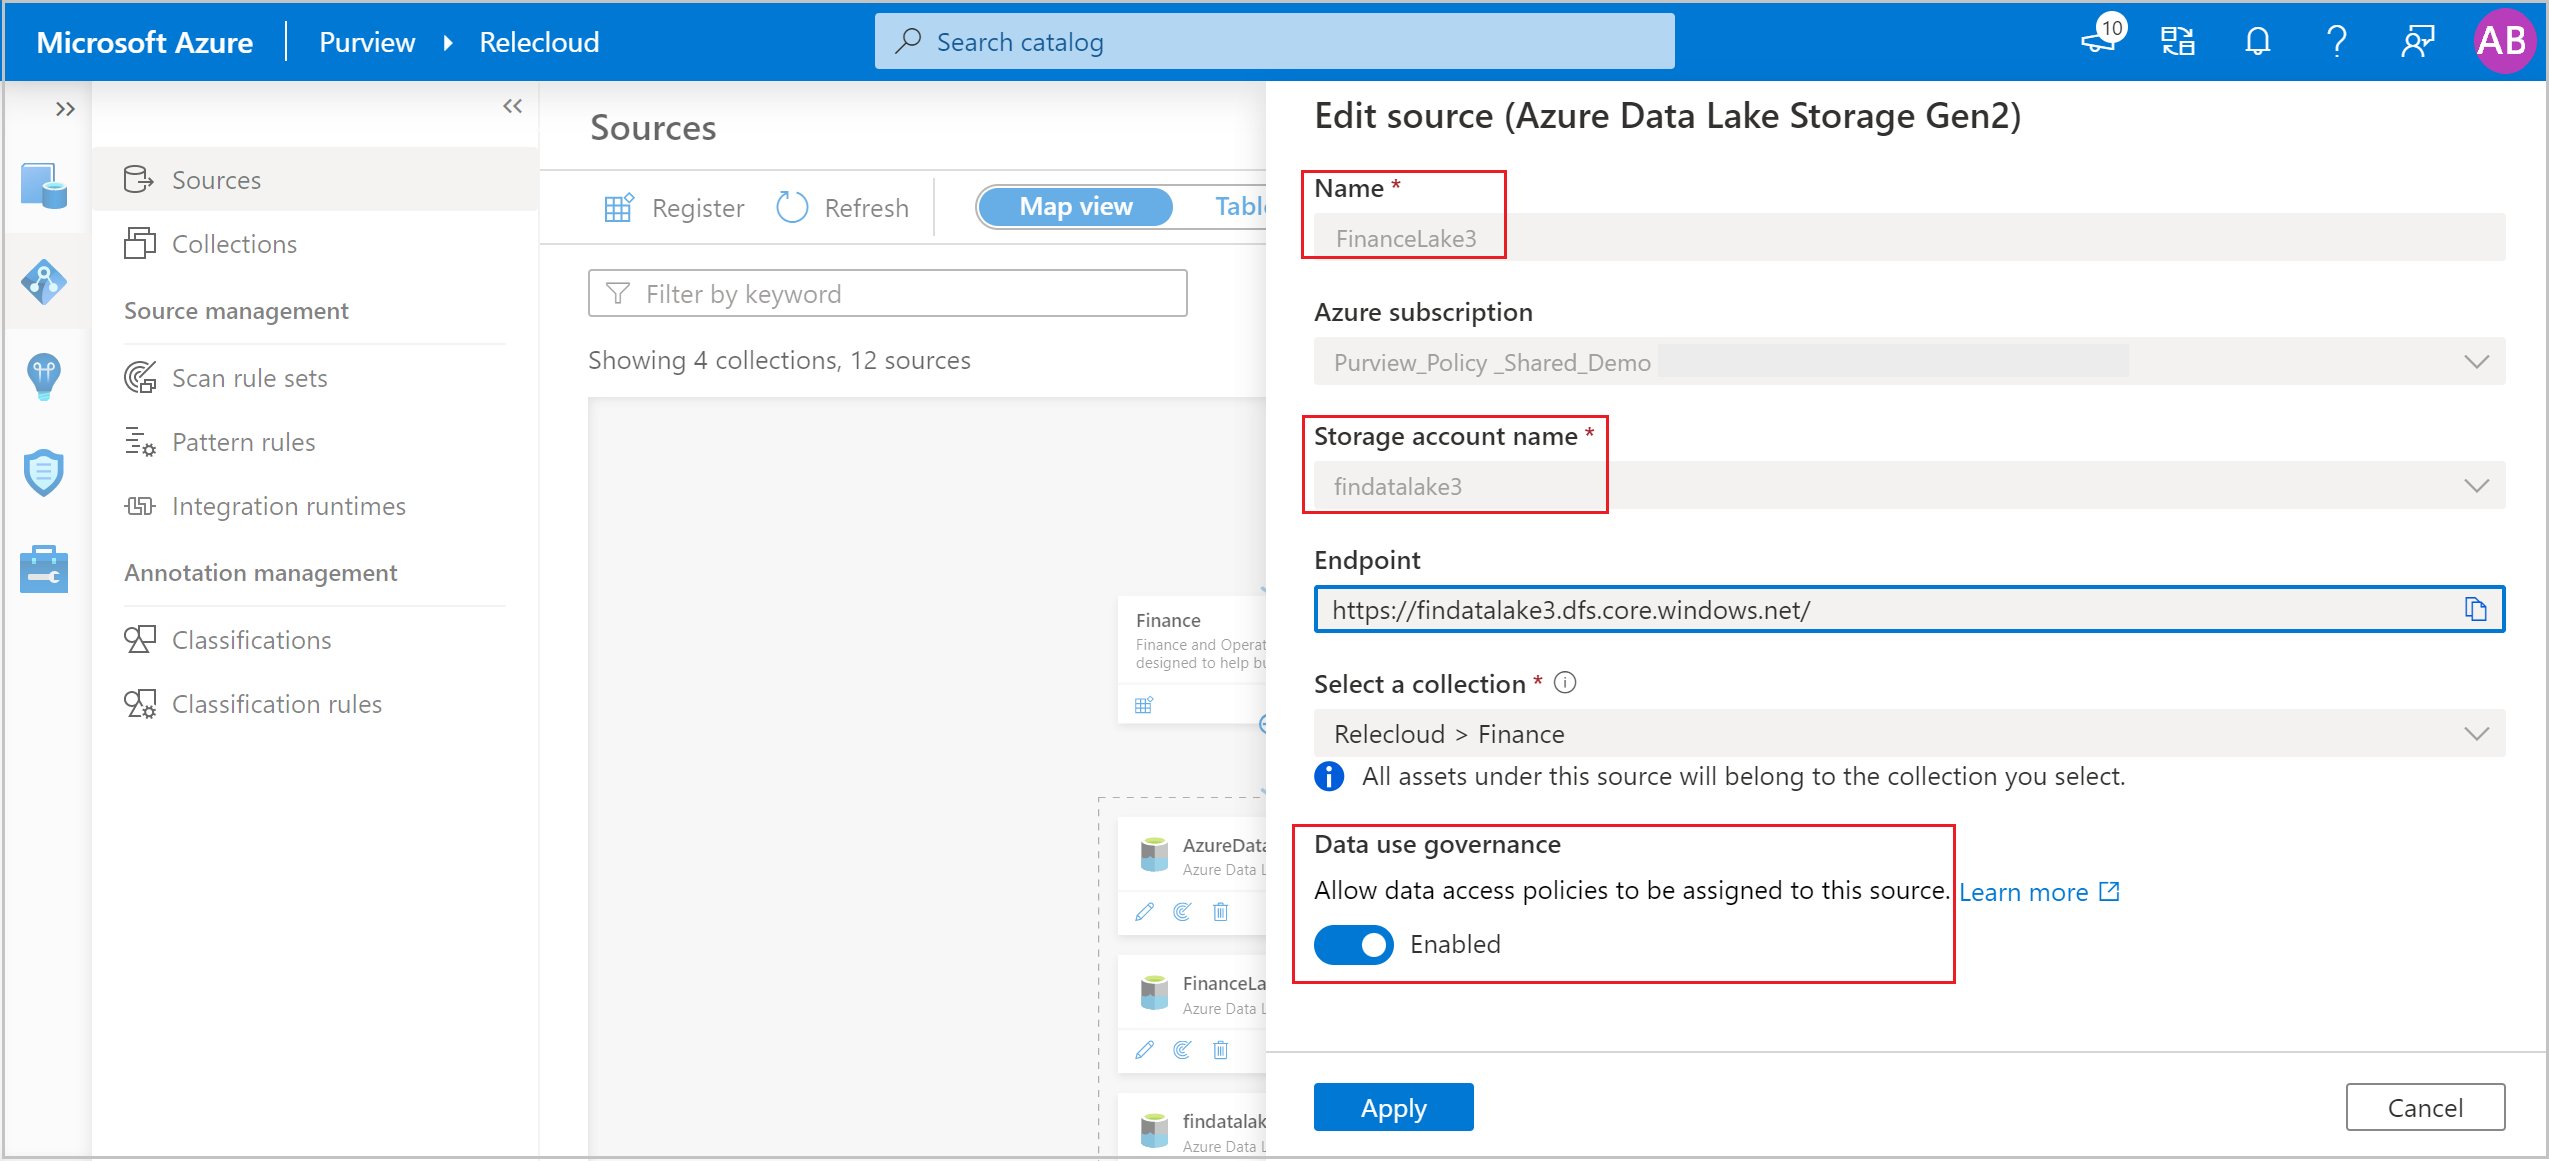 Microsoft Azure Purview Relecloud
Search catalog
10
AB
Sources
Collections
Source management
Scan rule sets
Pattern rules
Integration runtimes
Annotation management
Classifications
Classification rules
Sources
Register Refresh Map view Table
Filter by keyword
Showing 4 collections, 12 sources
Finance
Finance and Operat
designed to help bu
AzureData
Azure Data L
FinanceLa
Azure Data L
findatalak
Azure Data L
Edit source (Azure Data Lake Storage Gen2)
Name *
FinanceLake3
Azure subscription
Purview_Policy _Shared_Demo
Storage account name *
findatalake3
Endpoint
https://findatalake3.dfs.core.windows.net/
Select a collection *
Relecloud > Finance
All assets under this source will belong to the collection you select.
Data use governance
Allow data access policies to be assigned to this source. Learn more
Enabled
Apply
Cancel